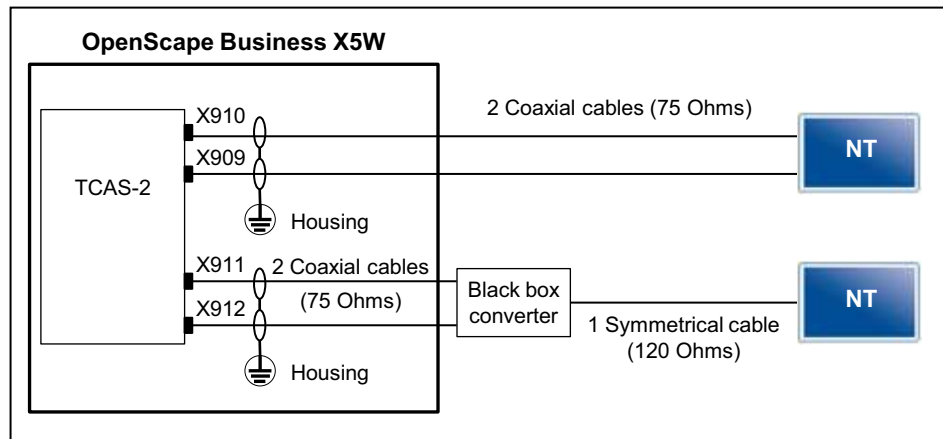 OpenScape Business X5W
X910
2 Coaxial cables (75 Ohms)
NT
X909
TCAS-2
Housing
X911
2 Coaxial cables
(75 Ohms)
X912
Black box
converter
NT
1 Symmetrical cable
(120 Ohms)
Housing